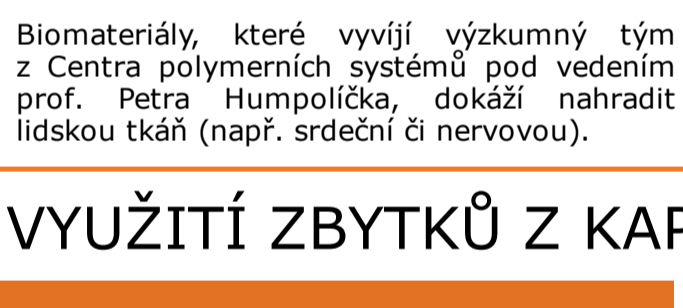 Biomateriály, které vyvíjí výzkumný tým
z Centra polymerních systémů pod vedením
prof. Petra Humpolíčka, dokáží nahradit
lidskou tkáň (např. srdeční či nervovou).
VYUŽITÍ ZBYTKŮ Z KAP